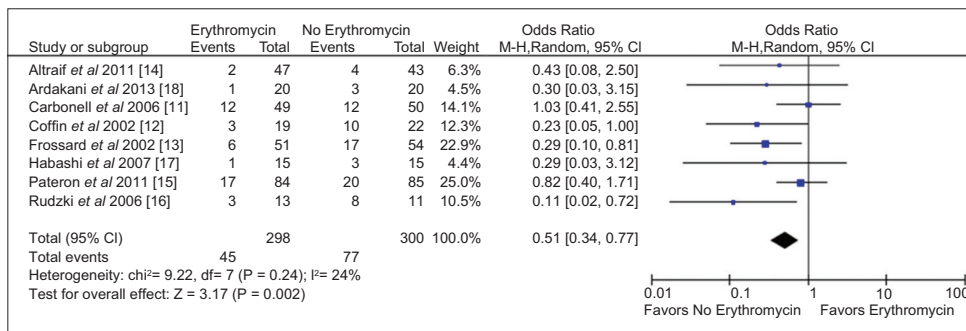 Erythromycin No Erythromycin Odds Ratio Odds Ratio
Study or subgroup Events Total Events Total Weight M-H,Random, 95% CI M-H,Random, 95% CI
Altraif et al 2011 [14] 2 47 4 43 6.3% 0.43 [0.08, 2.50]
Ardakani et al 2013 [18] 1 20 3 20 4.5% 0.30 [0.03, 3.15]
Carbonell et al 2006 [11] 12 49 12 50 14.1% 1.03 [0.41, 2.55]
Coffin et al 2002 [12] 3 19 10 22 12.3% 0.23 [0.05, 1.00]
Frossard et al 2002 [13] 6 51 17 54 22.9% 0.29 [0.10, 0.81]
Habashi et al 2007 [17] 1 15 3 15 4.4% 0.29 [0.03, 3.12]
Pateron et al 2011 [15] 17 84 20 85 25.0% 0.82 [0.40, 1.71]
Rudzki et al 2006 [16] 3 13 8 11 10.5% 0.11 [0.02, 0.72]
Total (95% CI) 298 300 100.0% 0.51 [0.34, 0.77]
Total events 45 77
Heterogeneity: chi²= 9.22, df= 7 (P = 0.24); I²= 24%
Test for overall effect: Z = 3.17 (P = 0.002)
0.01 0.1 1 10 100
Favors No Erythromycin Favors Erythromycin